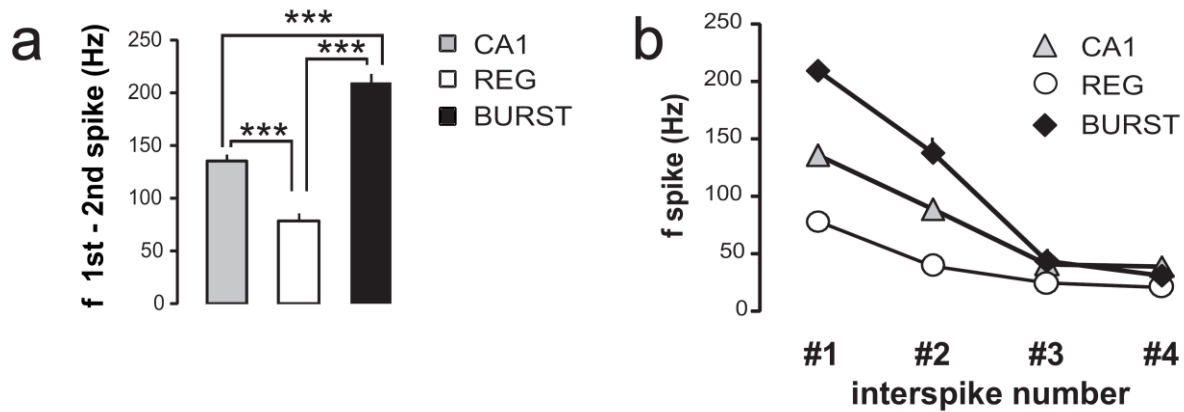 a
f 1st - 2nd spike (Hz)
250
200
150
100
50
0
***
***
***
CA1
REG
BURST
b
f spike (Hz)
250
200
150
100
50
0
CA1
REG
BURST
#1 #2 #3 #4
interspike number